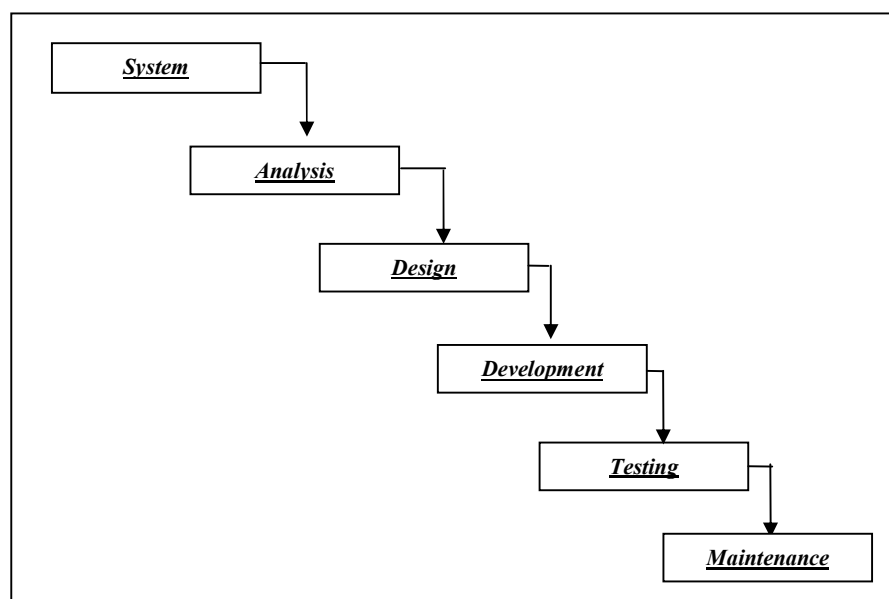 System
Analysis
Design
Development
Testing
Maintenance